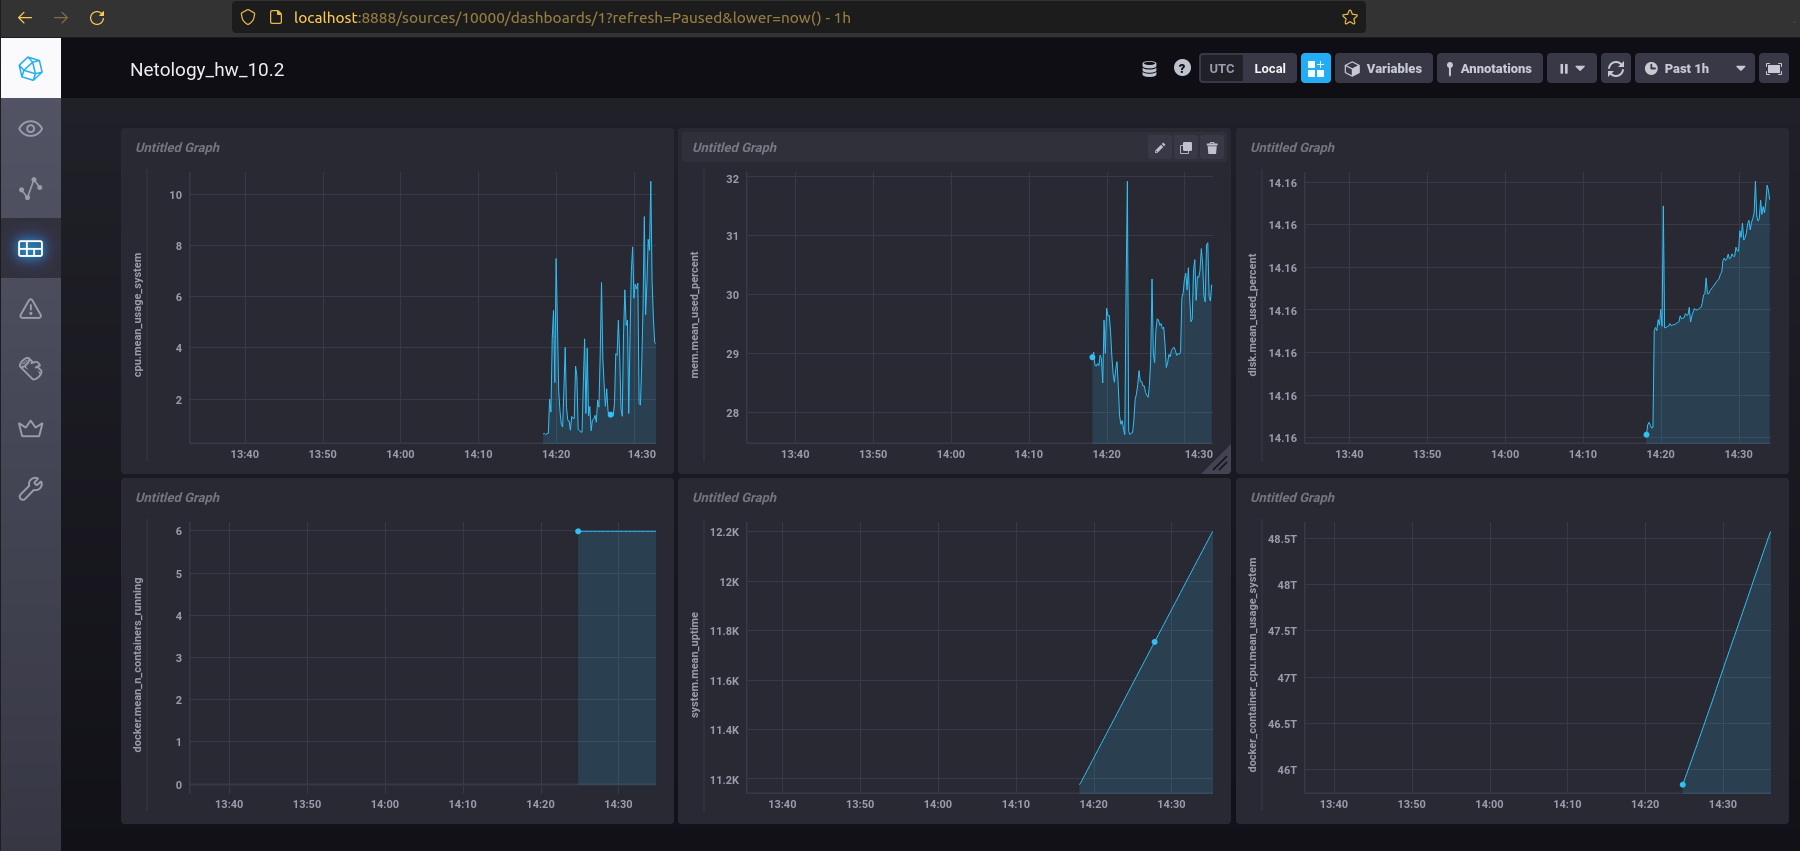 localhost:8888/sources/10000/dashboards/1?refresh=Paused&lower=now() - 1h
Netology_hw_10.2
UTC Local Variables Annotations Past 1h
Untitled Graph
cpu.mean_usage_system
10
8
6
4
2
13:40 13:50 14:00 14:10 14:20 14:30
Untitled Graph
mem.mean_used_percent
32
31
30
29
28
13:40 13:50 14:00 14:10 14:20 14:30
Untitled Graph
disk.mean_used_percent
14.16
14.16
14.16
14.16
14.16
14.16
14.16
13:40 13:50 14:00 14:10 14:20 14:30
Untitled Graph
docker.mean_n_containers_running
6
5
4
3
2
1
0
13:40 13:50 14:00 14:10 14:20 14:30
Untitled Graph
system.mean_uptime
12.2K
12K
11.8K
11.6K
11.4K
11.2K
13:40 13:50 14:00 14:10 14:20 14:30
Untitled Graph
docker_container_cpu.mean_usage_system
48.5T
48T
47.5T
47T
46.5T
46T
13:40 13:50 14:00 14:10 14:20 14:30